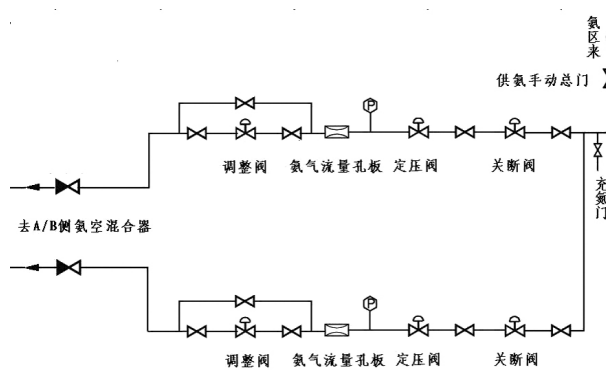 氨区来
供氨手动总门
P
调整阀 氨气流量孔板 定压阀 关断阀
充氮门
去A/B侧氨空混合器
P
调整阀 氨气流量孔板 定压阀 关断阀